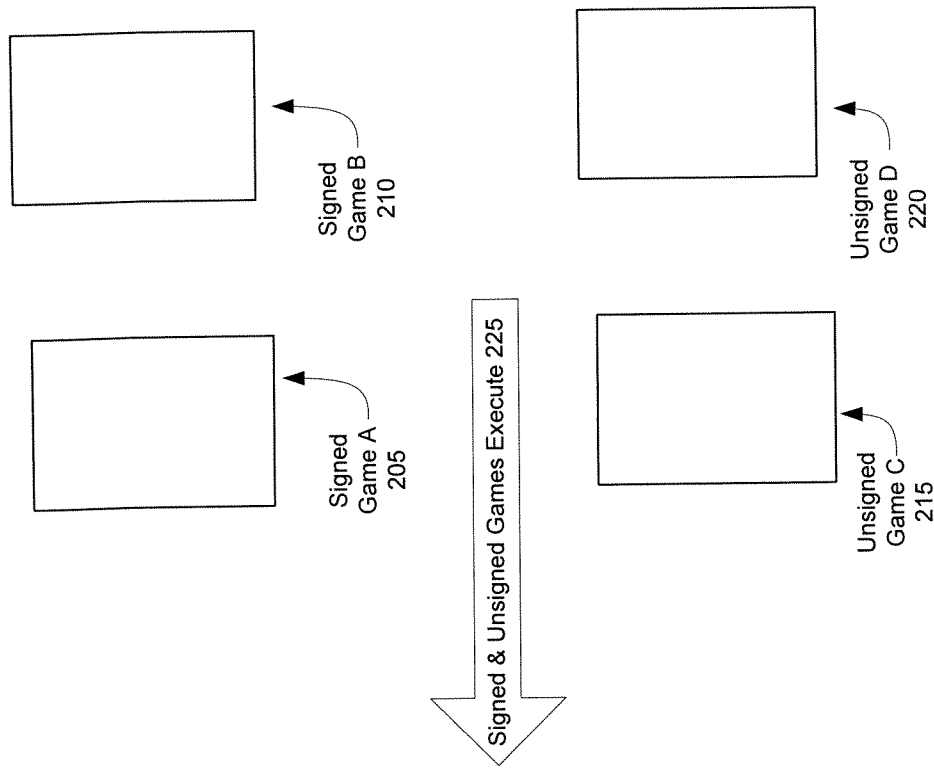 Signed
Game A
205
Signed
Game B
210
Signed & Unsigned Games Execute 225
Unsigned
Game C
215
Unsigned
Game D
220